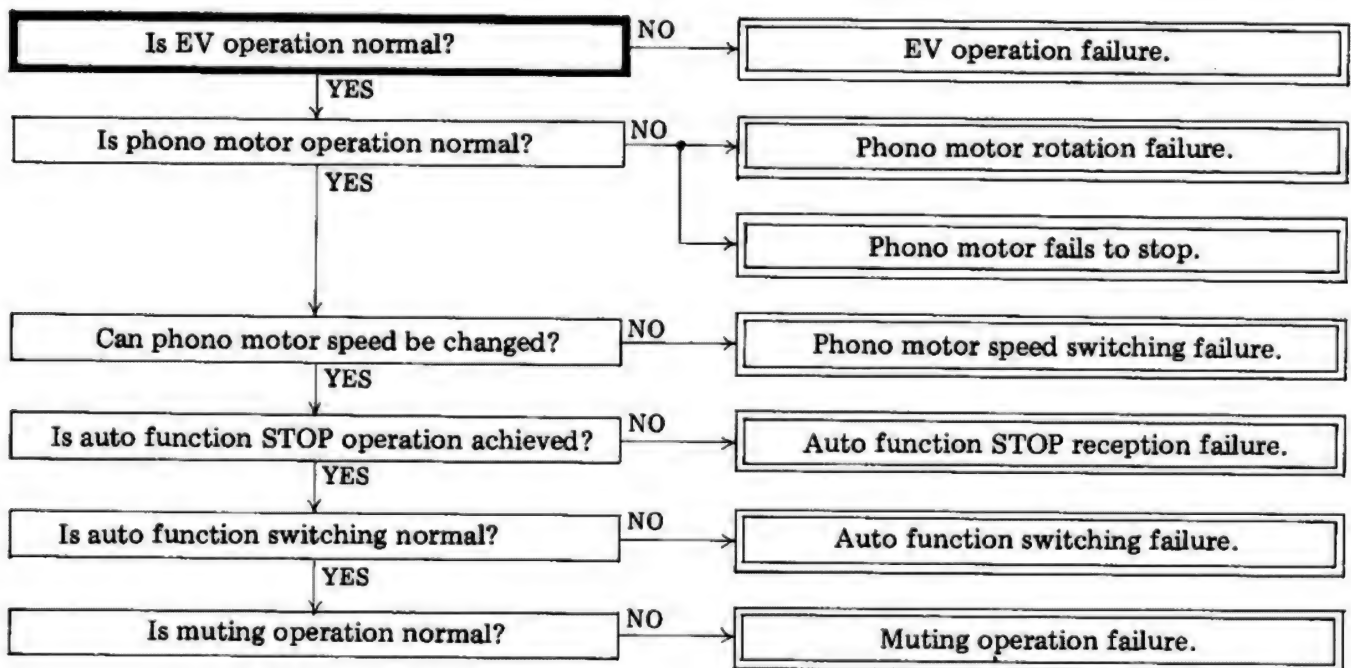 Is EV operation normal?
NO
EV operation failure.
YES
Is phono motor operation normal?
NO
Phono motor rotation failure.
YES
Phono motor fails to stop.
Can phono motor speed be changed?
NO
Phono motor speed switching failure.
YES
Is auto function STOP operation achieved?
NO
Auto function STOP reception failure.
YES
Is auto function switching normal?
NO
Auto function switching failure.
YES
Is muting operation normal?
NO
Muting operation failure.